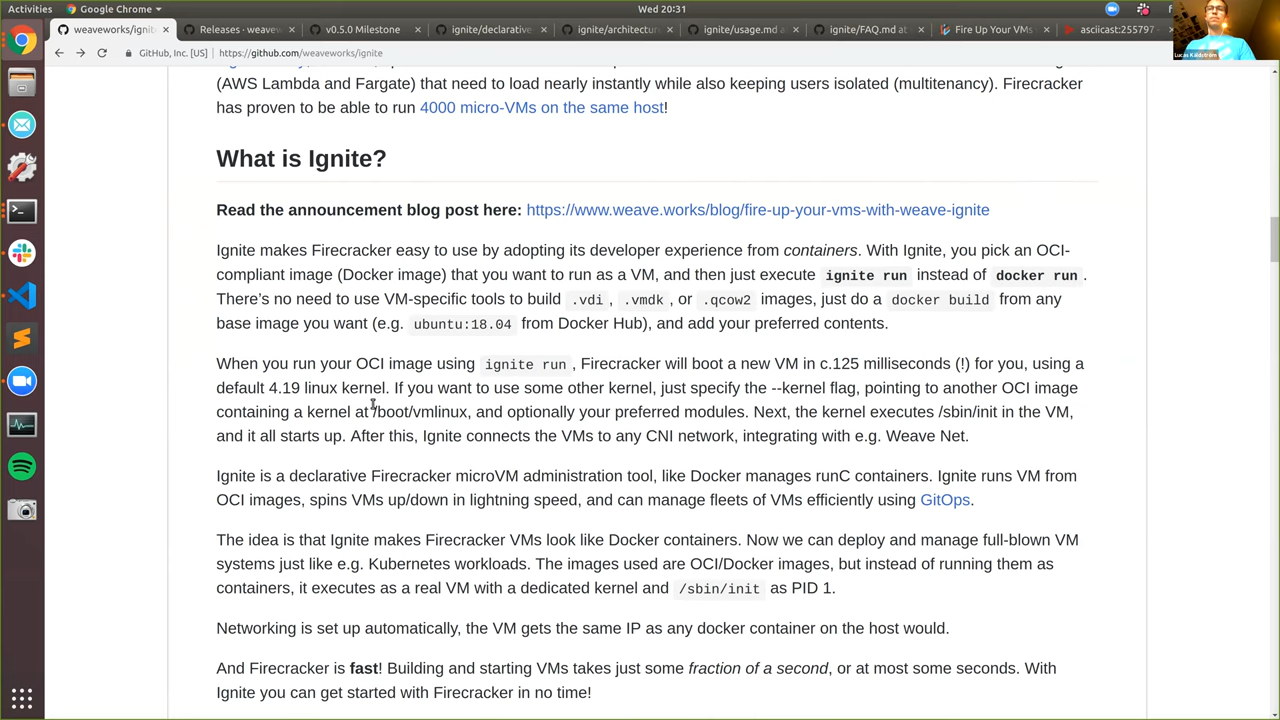 Activities
Google Chrome
Wed 20:31
weaveworks/ignit
Releases · weavew
v0.5.0 Milestone
ignite/declarative
ignite/architectur
ignite/usage.md a
ignite/FAQ.md at
Fire Up Your VMs
asciicast:255797 -
GitHub, Inc. [US]
https://github.com/weaveworks/ignite
Lucas Käldström
(AWS Lambda and Fargate) that need to load nearly instantly while also keeping users isolated (multitenancy). Firecracker
has proven to be able to run 4000 micro-VMs on the same host!
What is Ignite?
Read the announcement blog post here: https://www.weave.works/blog/fire-up-your-vms-with-weave-ignite
Ignite makes Firecracker easy to use by adopting its developer experience from containers. With Ignite, you pick an OCI-
compliant image (Docker image) that you want to run as a VM, and then just execute ignite run instead of docker run .
There's no need to use VM-specific tools to build .vdi , .vmdk , or .qcow2 images, just do a docker build from any
base image you want (e.g. ubuntu:18.04 from Docker Hub), and add your preferred contents.
When you run your OCI image using ignite run , Firecracker will boot a new VM in c.125 milliseconds (!) for you, using a
default 4.19 linux kernel. If you want to use some other kernel, just specify the --kernel flag, pointing to another OCI image
containing a kernel at /boot/vmlinux, and optionally your preferred modules. Next, the kernel executes /sbin/init in the VM,
and it all starts up. After this, Ignite connects the VMs to any CNI network, integrating with e.g. Weave Net.
Ignite is a declarative Firecracker microVM administration tool, like Docker manages runC containers. Ignite runs VM from
OCI images, spins VMs up/down in lightning speed, and can manage fleets of VMs efficiently using GitOps.
The idea is that Ignite makes Firecracker VMs look like Docker containers. Now we can deploy and manage full-blown VM
systems just like e.g. Kubernetes workloads. The images used are OCI/Docker images, but instead of running them as
containers, it executes as a real VM with a dedicated kernel and /sbin/init as PID 1.
Networking is set up automatically, the VM gets the same IP as any docker container on the host would.
And Firecracker is fast! Building and starting VMs takes just some fraction of a second, or at most some seconds. With
Ignite you can get started with Firecracker in no time!